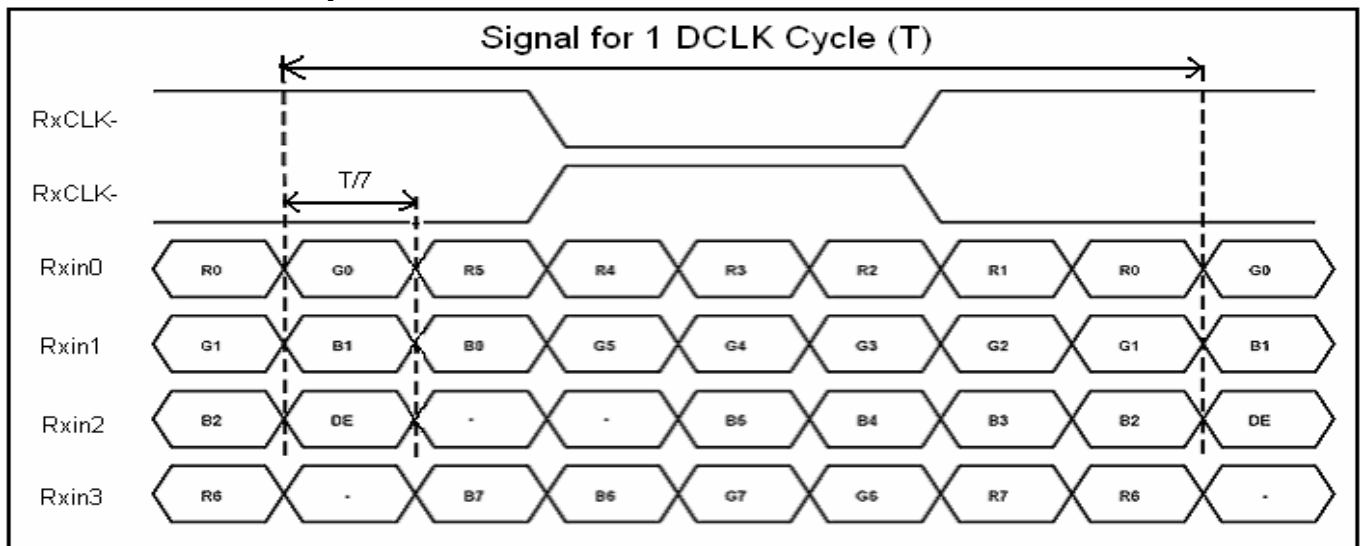 Signal for 1 DCLK Cycle (T)
RxCLK-
RxCLK-
T/7
Rxin0 R0 G0 R5 R4 R3 R2 R1 R0 G0
Rxin1 G1 B1 B0 G5 G4 G3 G2 G1 B1
Rxin2 B2 DE - - B5 B4 B3 B2 DE
Rxin3 R6 - B7 B6 G7 G6 R7 R6 -